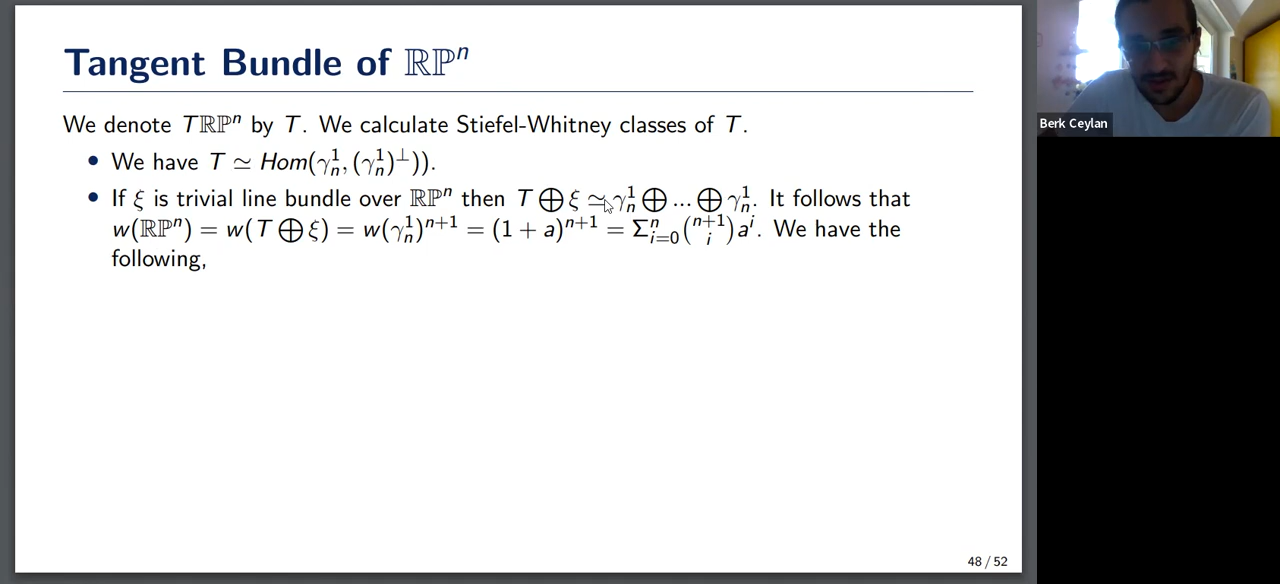 Tangent Bundle of ℝℙⁿ
We denote Tℝℙⁿ by T. We calculate Stiefel-Whitney classes of T.
• We have T ≃ Hom(γ¹ₙ, (γ¹ₙ)^⊥)).
• If ξ is trivial line bundle over ℝℙⁿ then T ⨁ ξ ≃ γ¹ₙ ⨁ ... ⨁ γ¹ₙ. It follows that
w(ℝℙⁿ) = w(T ⨁ ξ) = w(γ¹ₙ)ⁿ⁺¹ = (1 + a)ⁿ⁺¹ = Σⁿᵢ₌₀ (n+1 i) aⁱ. We have the
following,
48 / 52
Berk Ceylan